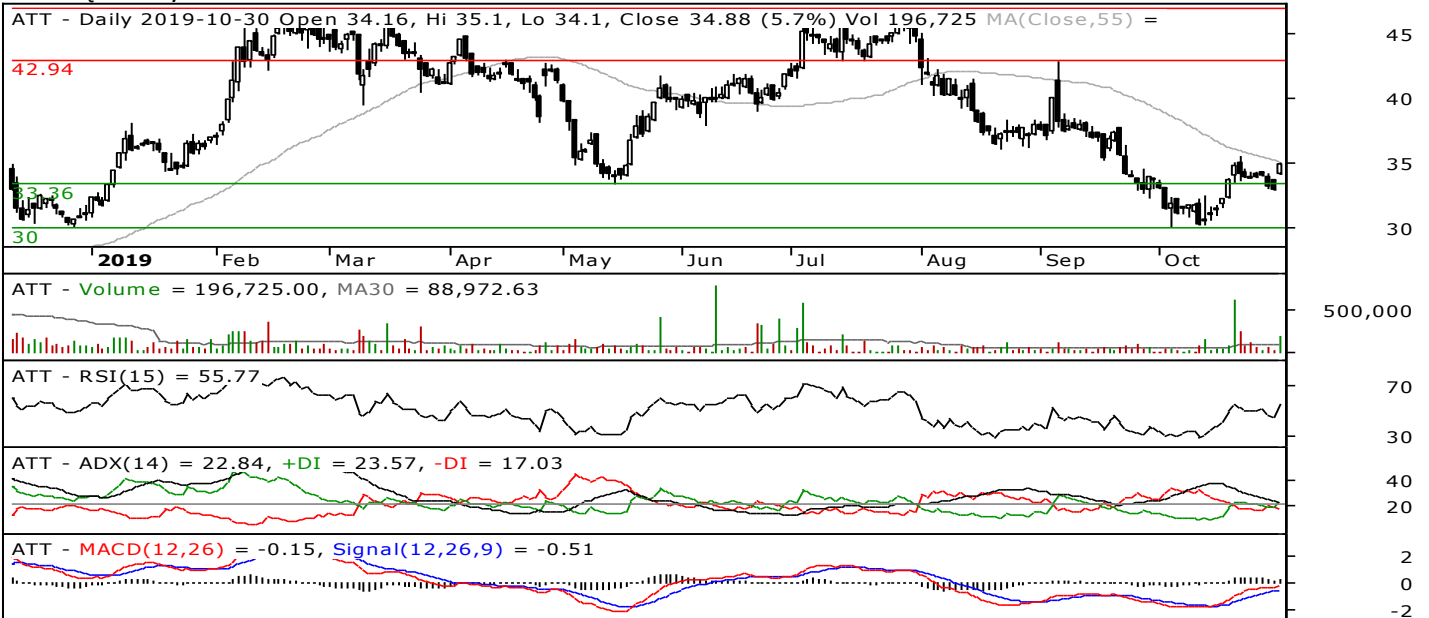 ATT - Daily 2019-10-30 Open 34.16, Hi 35.1, Lo 34.1, Close 34.88 (5.7%) Vol 196,725 MA(Close,55) =
45
42.94
40
35
33.36
30
30
2019 Feb Mar Apr May Jun Jul Aug Sep Oct
ATT - Volume = 196,725.00, MA30 = 88,972.63
500,000
ATT - RSI(15) = 55.77
70
30
ATT - ADX(14) = 22.84, +DI = 23.57, -DI = 17.03
40
20
ATT - MACD(12,26) = -0.15, Signal(12,26,9) = -0.51
2
0
-2